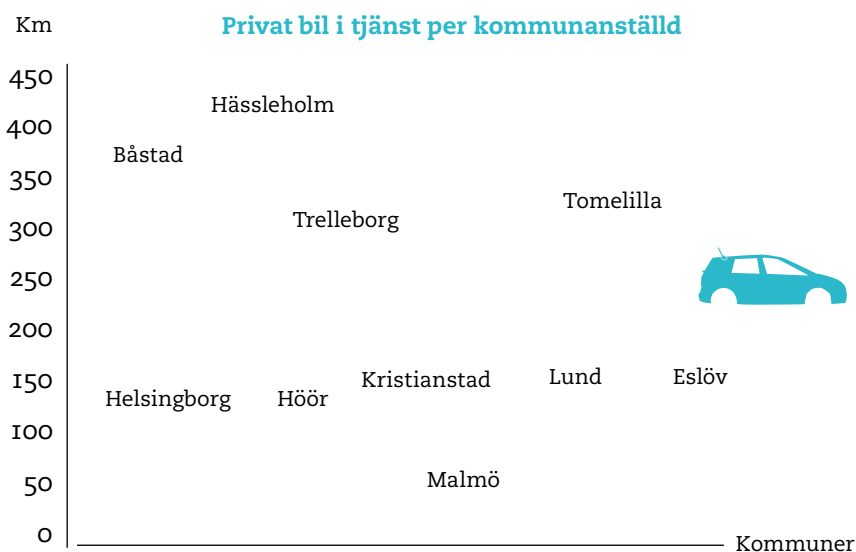 Km
Privat bil i tjänst per kommunanställd
450
Hässleholm
400
Båstad
350
Tomelilla
300
Trelleborg
250
200
150
Kristianstad
Lund
Eslöv
Helsingborg
Höör
100
50
Malmö
0
Kommuner